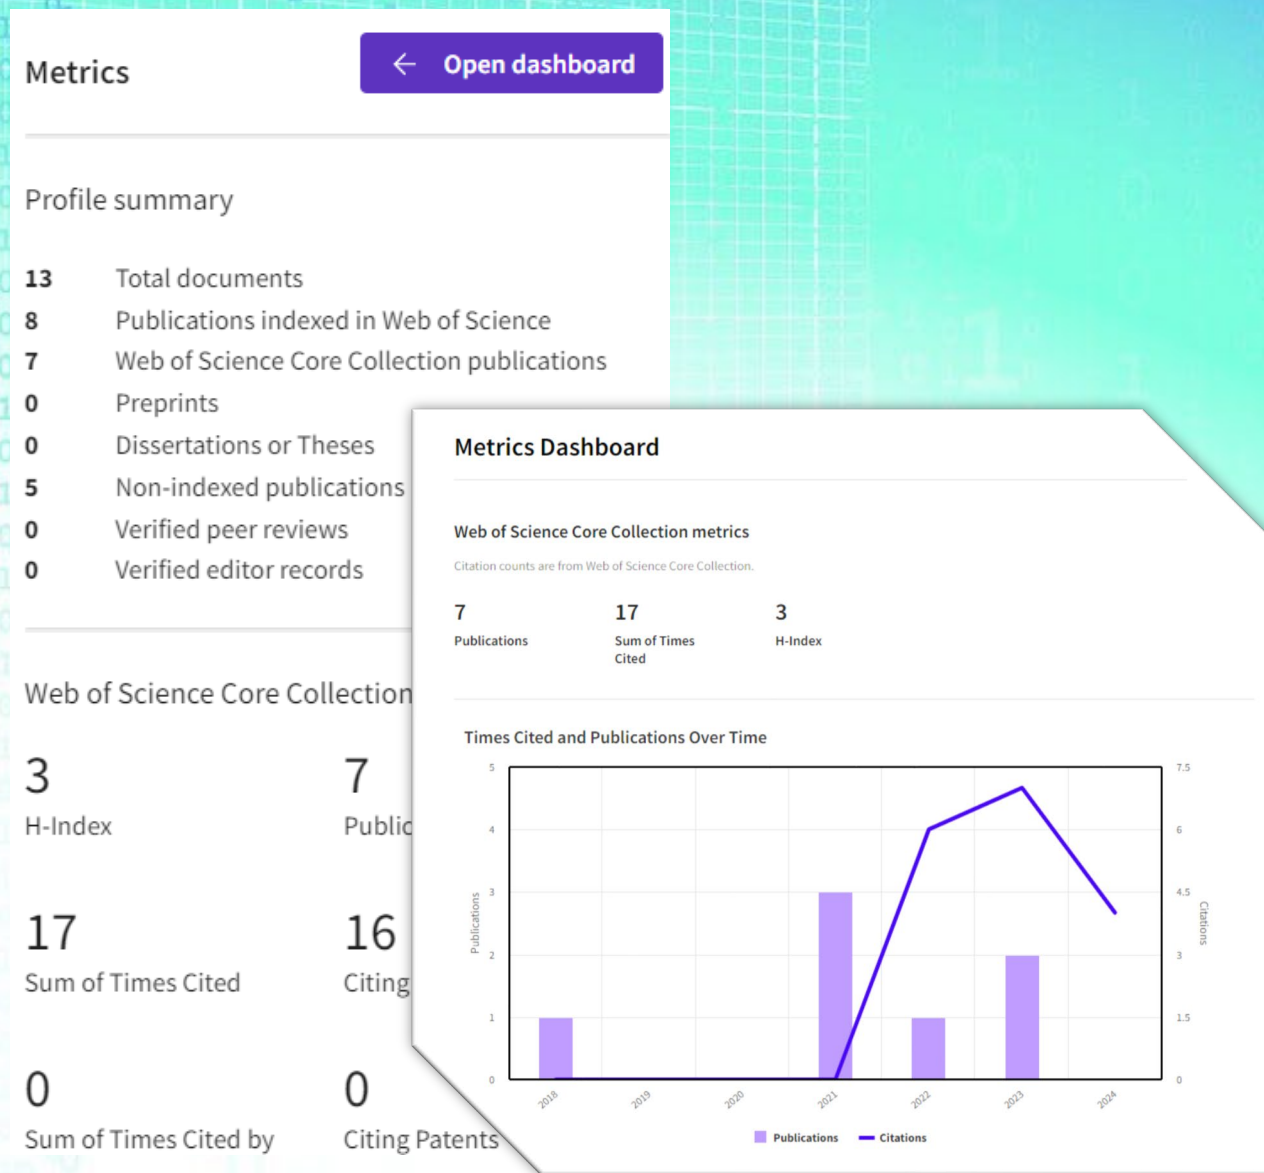 Metrics
← Open dashboard
Profile summary
13 Total documents
8 Publications indexed in Web of Science
7 Web of Science Core Collection publications
0 Preprints
0 Dissertations or Theses
5 Non-indexed publications
0 Verified peer reviews
0 Verified editor records
Web of Science Core Collection
3 7
H-Index Public
17 16
Sum of Times Cited Citing
0 0
Sum of Times Cited by Citing Patents
Metrics Dashboard
Web of Science Core Collection metrics
Citation counts are from Web of Science Core Collection.
7 17 3
Publications Sum of Times H-Index
Cited
Times Cited and Publications Over Time
5 7.5
4 6
3 4.5
2 3
1 1.5
0 0
Publications
Citations
2018 2019 2020 2021 2022 2023 2024
Publications Citations